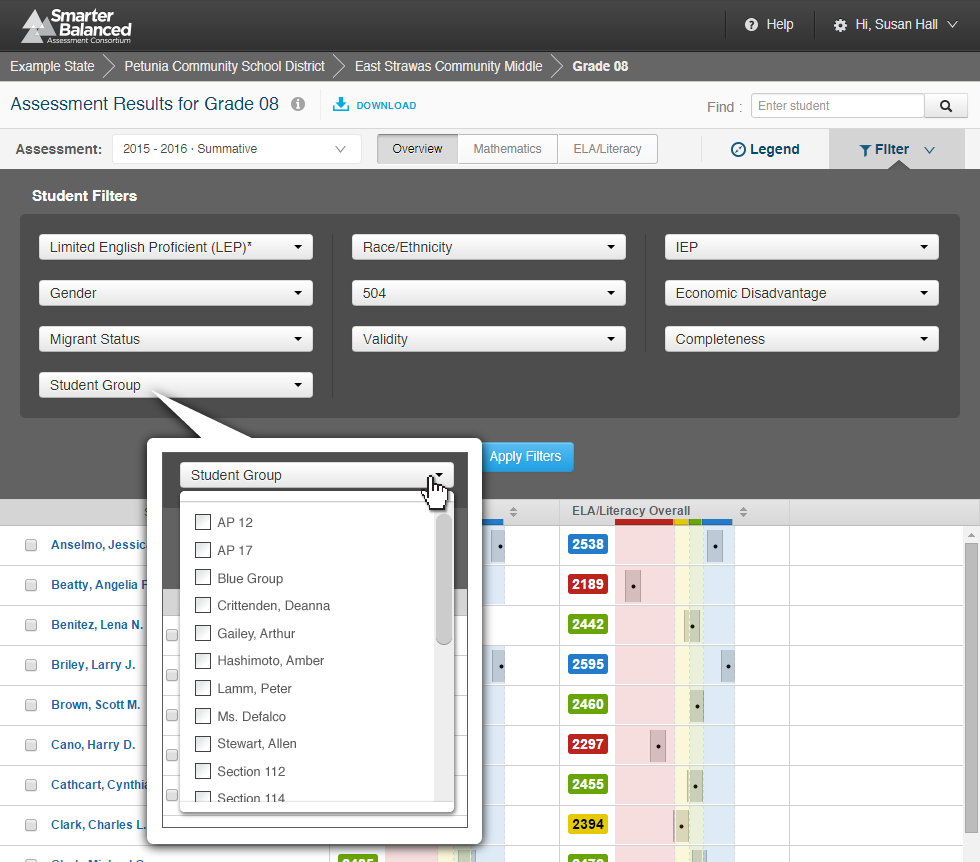 Smarter
Balanced
Assessment Consortium
Help
Hi, Susan Hall
Example State
Petunia Community School District
East Strawas Community Middle
Grade 08
Assessment Results for Grade 08
DOWNLOAD
Find :
Enter student
Assessment:
2015 - 2016 · Summative
Overview
Mathematics
ELA/Literacy
Legend
Filter
Student Filters
Limited English Proficient (LEP)*
Race/Ethnicity
IEP
Gender
504
Economic Disadvantage
Migrant Status
Validity
Completeness
Student Group
Apply Filters
Student Group
AP 12
AP 17
Blue Group
Crittenden, Deanna
Gailey, Arthur
Hashimoto, Amber
Lamm, Peter
Ms. Defalco
Stewart, Allen
Section 112
Section 114
ELA/Literacy Overall
Anselmo, Jessic
2538
Beatty, Angelia
2189
Benitez, Lena N.
2442
Briley, Larry J.
2595
Brown, Scott M.
2460
Cano, Harry D.
2297
Cathcart, Cynthia
2455
Clark, Charles L.
2394